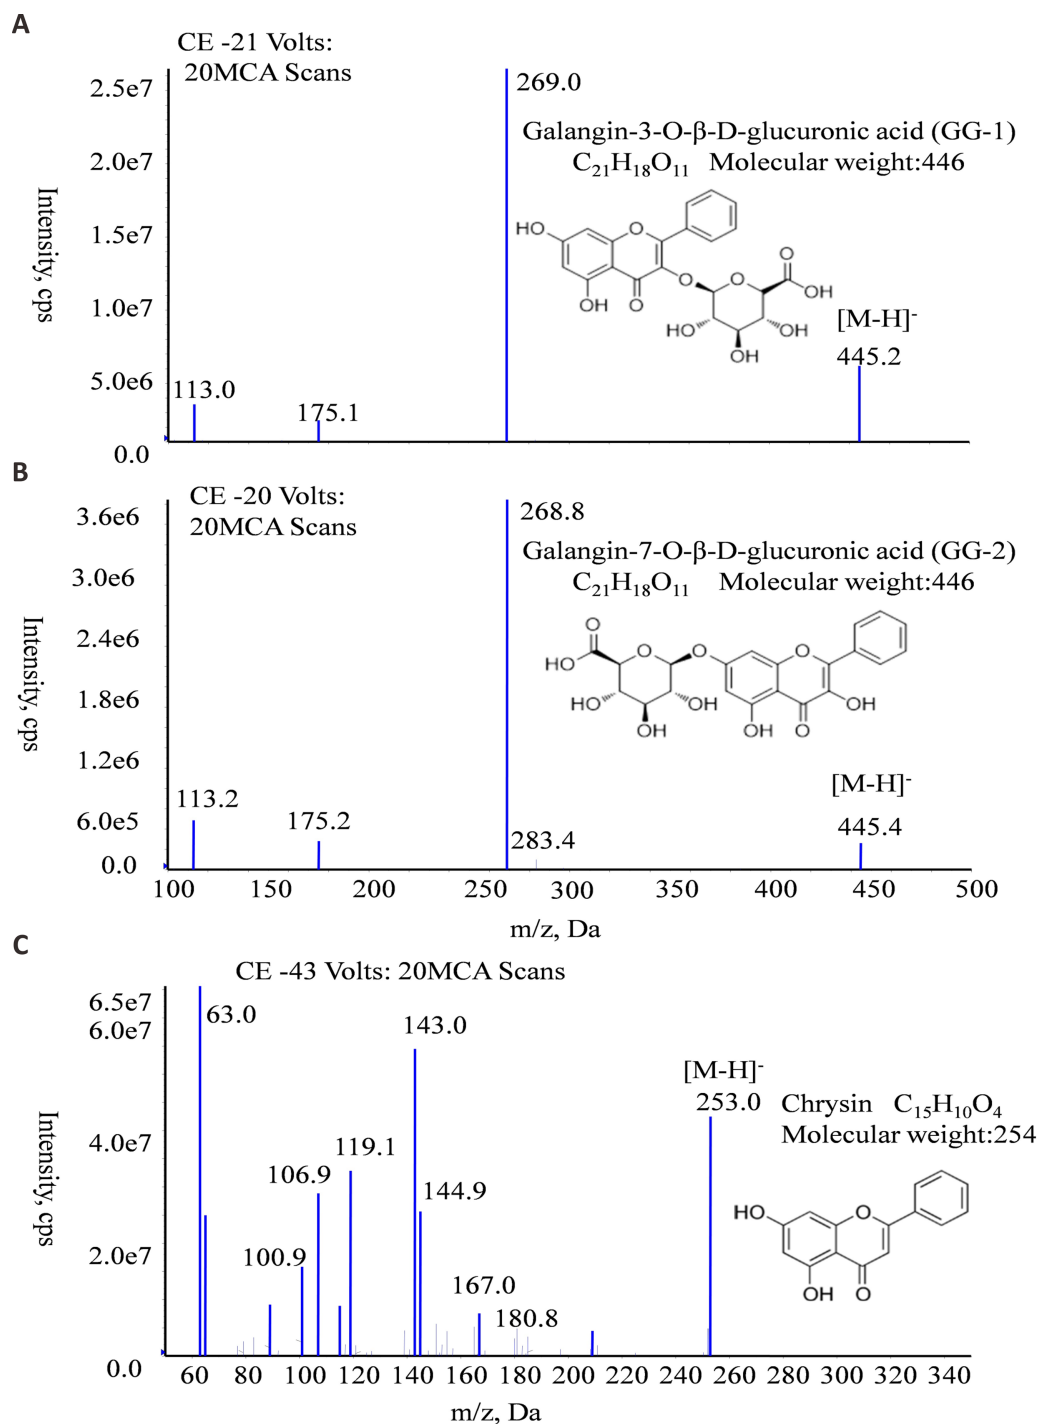 A
CE -21 Volts:
20MCA Scans
2.5e7
2.0e7
1.5e7
1.0e7
5.0e6
0.0
Intensity, cps
269.0
Galangin-3-O-β-D-glucuronic acid (GG-1)
C₂₁H₁₈O₁₁ Molecular weight:446
HO
O
OH
O
O
O
O
OH
HO
OH
OH
[M-H]⁻
445.2
113.0
175.1
B
CE -20 Volts:
20MCA Scans
3.6e6
3.0e6
2.4e6
1.8e6
1.2e6
6.0e5
0.0
Intensity, cps
268.8
Galangin-7-O-β-D-glucuronic acid (GG-2)
C₂₁H₁₈O₁₁ Molecular weight:446
O
HO
O
O
O
HO
OH
OH
OH
O
OH
[M-H]⁻
445.4
113.2
175.2
283.4
100 150 200 250 300 350 400 450 500
m/z, Da
C
CE -43 Volts: 20MCA Scans
6.5e7
6.0e7
4.0e7
2.0e7
0.0
Intensity, cps
63.0
143.0
[M-H]⁻
253.0
Chrysin C₁₅H₁₀O₄
Molecular weight:254
119.1
106.9
144.9
100.9
167.0
180.8
HO
O
OH
O
60 80 100 120 140 160 180 200 220 240 260 280 300 320 340
m/z, Da